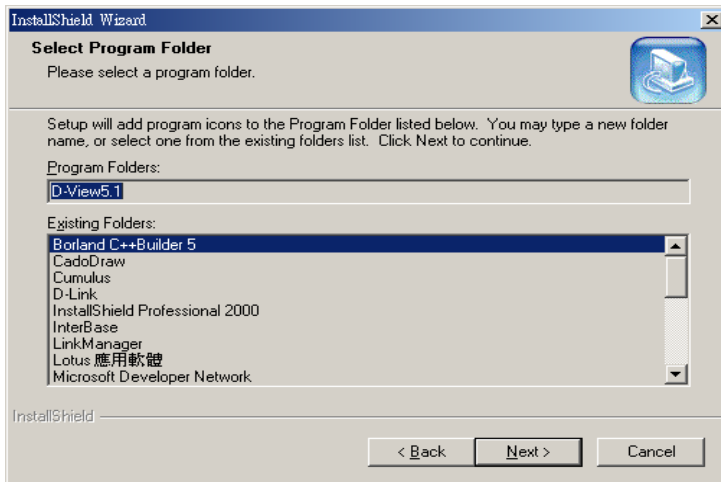 InstallShield Wizard
Select Program Folder
Please select a program folder.
Setup will add program icons to the Program Folder listed below. You may type a new folder
name, or select one from the existing folders list. Click Next to continue.
Program Folders:
D-View5.1
Existing Folders:
Borland C++Builder 5
CadoDraw
Cumulus
D-Link
InstallShield Professional 2000
InterBase
LinkManager
Lotus 應用軟體
Microsoft Developer Network
InstallShield
< Back Next > Cancel